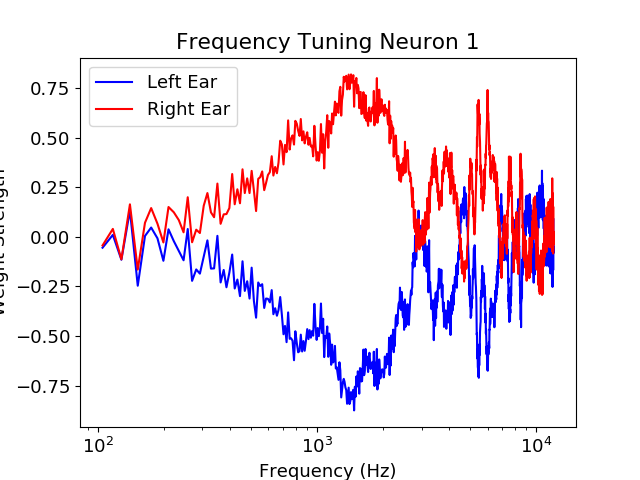 Frequency Tuning Neuron 1
Left Ear
Right Ear
0.75
0.50
0.25
0.00
−0.25
−0.50
−0.75
Weight Strength
10²
10³
10⁴
Frequency (Hz)